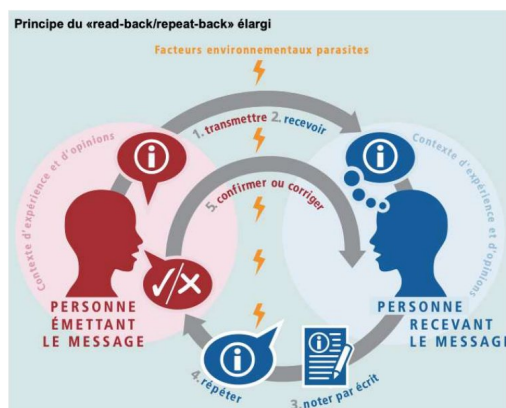 Principe du «read-back/repeat-back» élargi
Facteurs environnementaux parasites
1. transmettre 2. recevoir
Contexte d'expérience et d'opinions
Contexte d'expérience et d'opinions
5. confirmer ou corriger
PERSONNE
ÉMETTANT
LE MESSAGE
PERSONNE
RECEVANT
LE MESSAGE
4. répéter
3. noter par écrit